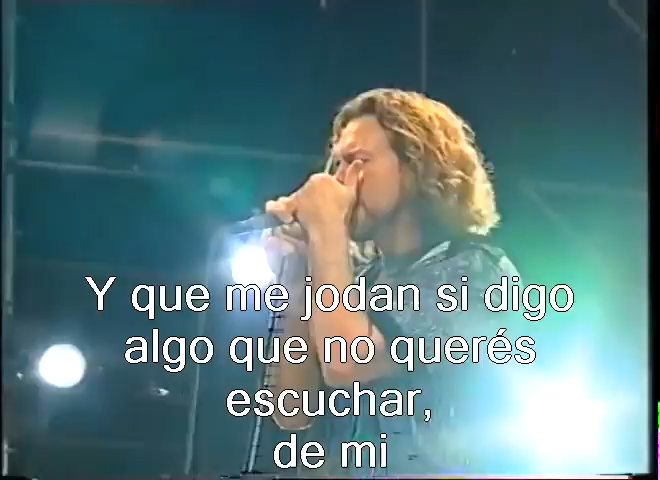 Y que me jodan si digo
algo que no querés
escuchar,
de mi